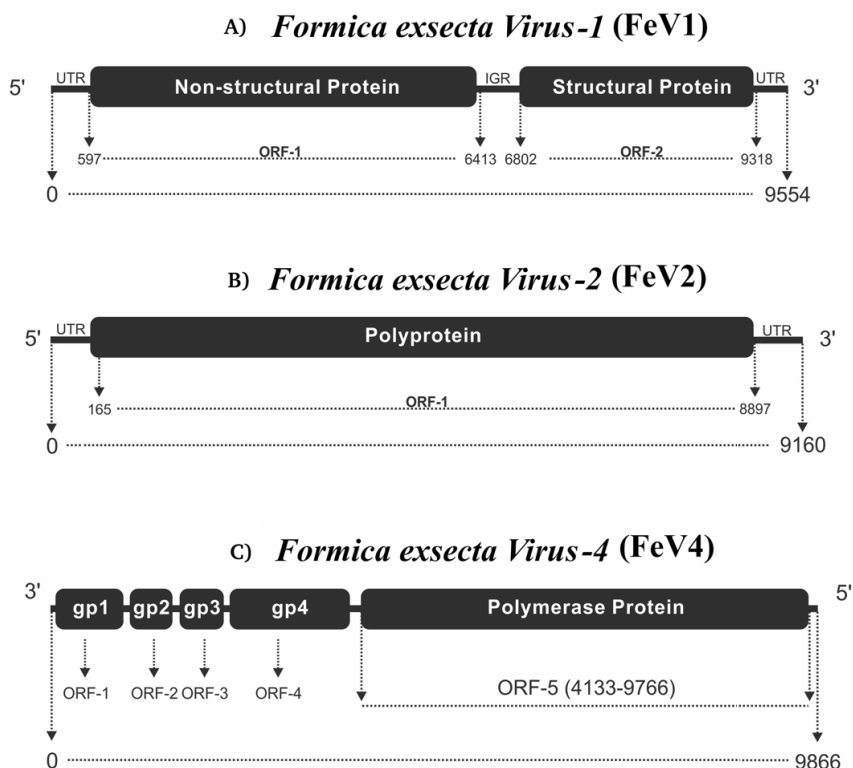 A) Formica exsecta Virus-1 (FeV1)
5' UTR Non-structural Protein IGR Structural Protein UTR 3'
597 ORF-1 6413 6802 ORF-2 9318
0 9554
B) Formica exsecta Virus-2 (FeV2)
5' UTR Polyprotein UTR 3'
165 ORF-1 8897
0 9160
C) Formica exsecta Virus-4 (FeV4)
3' gp1 gp2 gp3 gp4 Polymerase Protein 5'
ORF-1 ORF-2 ORF-3 ORF-4 ORF-5 (4133-9766)
0 9866